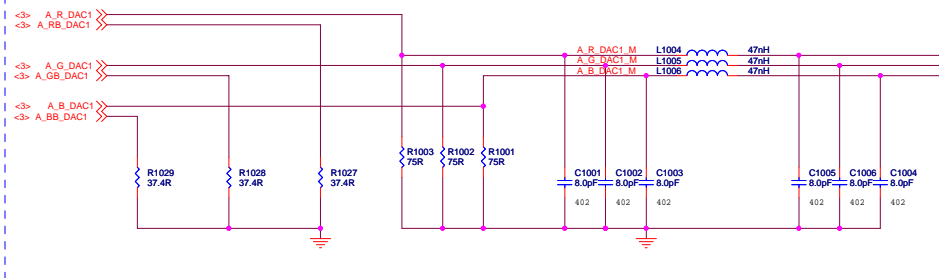 <3> A_R_DAC1
<3> A_RB_DAC1
<3> A_G_DAC1
<3> A_GB_DAC1
<3> A_B_DAC1
<3> A_BB_DAC1
A_R_DAC1_M L1004 47nH
A_G_DAC1_M L1005 47nH
A_B_DAC1_M L1006 47nH
R1029
37.4R
R1028
37.4R
R1027
37.4R
R1003
75R
R1002
75R
R1001
75R
C1001
8.0pF
402
C1002
8.0pF
402
C1003
8.0pF
402
C1005
8.0pF
402
C1006
8.0pF
402
C1004
8.0pF
402